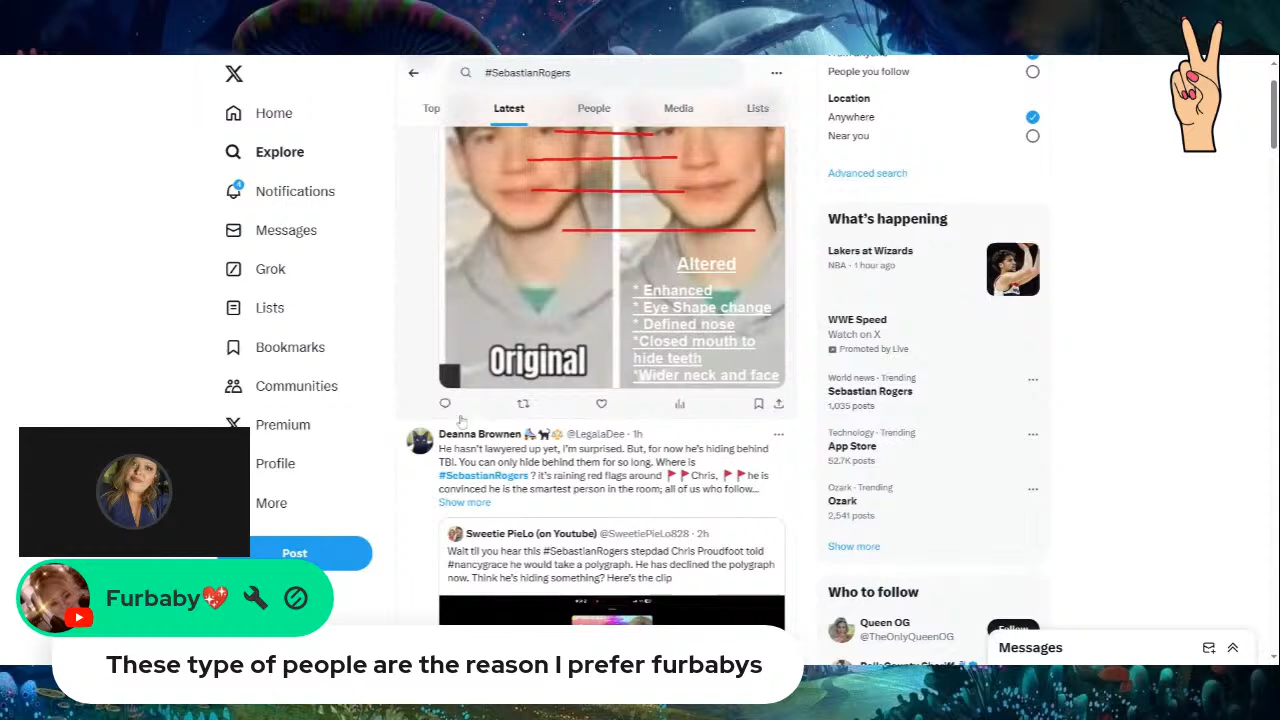 #SebastianRogers
Top
Latest
People
Media
Lists
Home
Explore
4
Notifications
Messages
Grok
Lists
Bookmarks
Communities
Premium
Profile
More
Post
Altered
* Enhanced
* Eye Shape change
* Defined nose
*Closed mouth to
hide teeth
*Wider neck and face
Original
Deanna Brownen @LegalaDee · 1h
He hasn't lawyered up yet, I'm surprised. But, for now he's hiding behind
TBI. You can only hide behind them for so long. Where is
#SebastianRogers ? it's raining red flags around 🚩🚩Chris, 🚩🚩he is
convinced he is the smartest person in the room; all of us who follow...
Show more
Sweetie PieLo (on Youtube) @SweetiePieLo828 · 2h
Wait til you hear this #SebastianRogers stepdad Chris Proudfoot told
#nancygrace he would take a polygraph. He has declined the polygraph
now. Think he's hiding something? Here's the clip
People you follow
Location
Anywhere
Near you
Advanced search
What's happening
Lakers at Wizards
NBA · 1 hour ago
WWE Speed
Watch on X
Promoted by Live
World news · Trending
Sebastian Rogers
1,035 posts
Technology · Trending
App Store
52.7K posts
Ozark · Trending
Ozark
2,541 posts
Show more
Who to follow
Queen OG
@TheOnlyQueenOG
Follow
Messages
Furbaby💖
These type of people are the reason I prefer furbabys